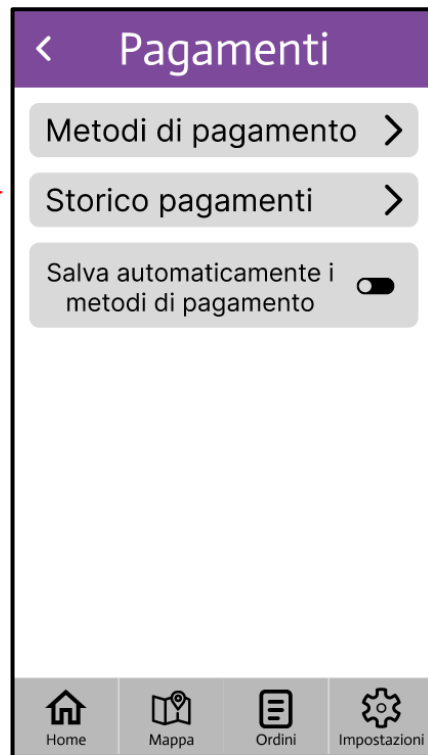 Pagamenti
Metodi di pagamento
Storico pagamenti
Salva automaticamente i
metodi di pagamento
Home
Mappa
Ordini
Impostazioni